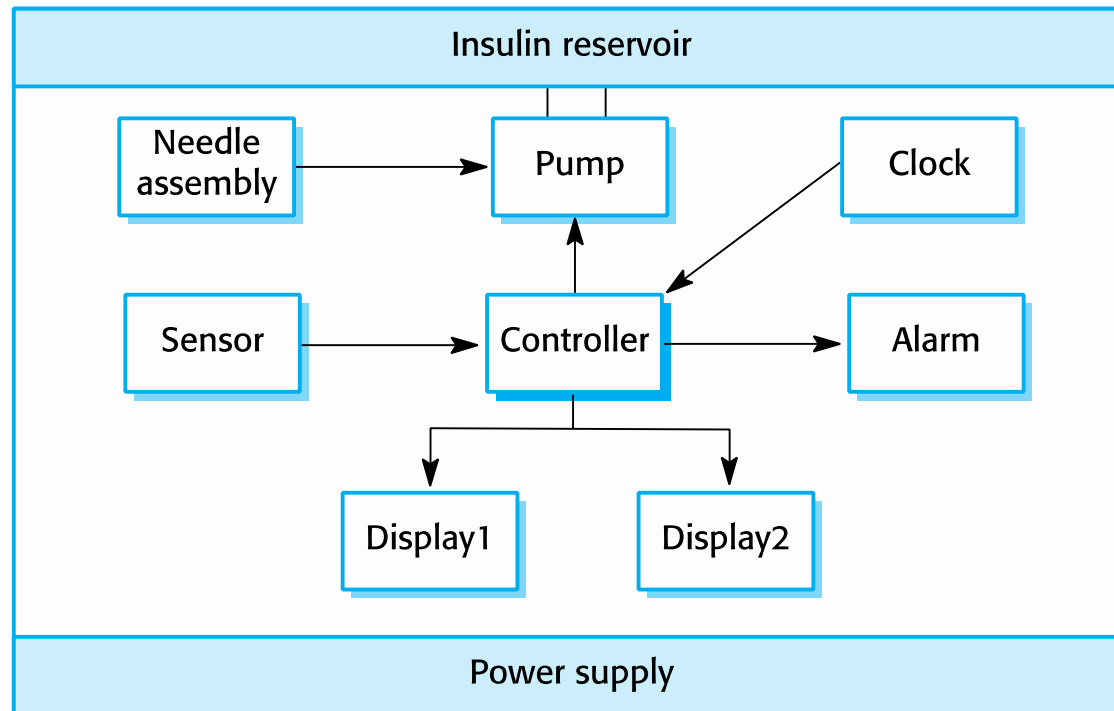 Insulin reservoir
Needle
assembly
Pump
Clock
Sensor
Controller
Alarm
Display1
Display2
Power supply